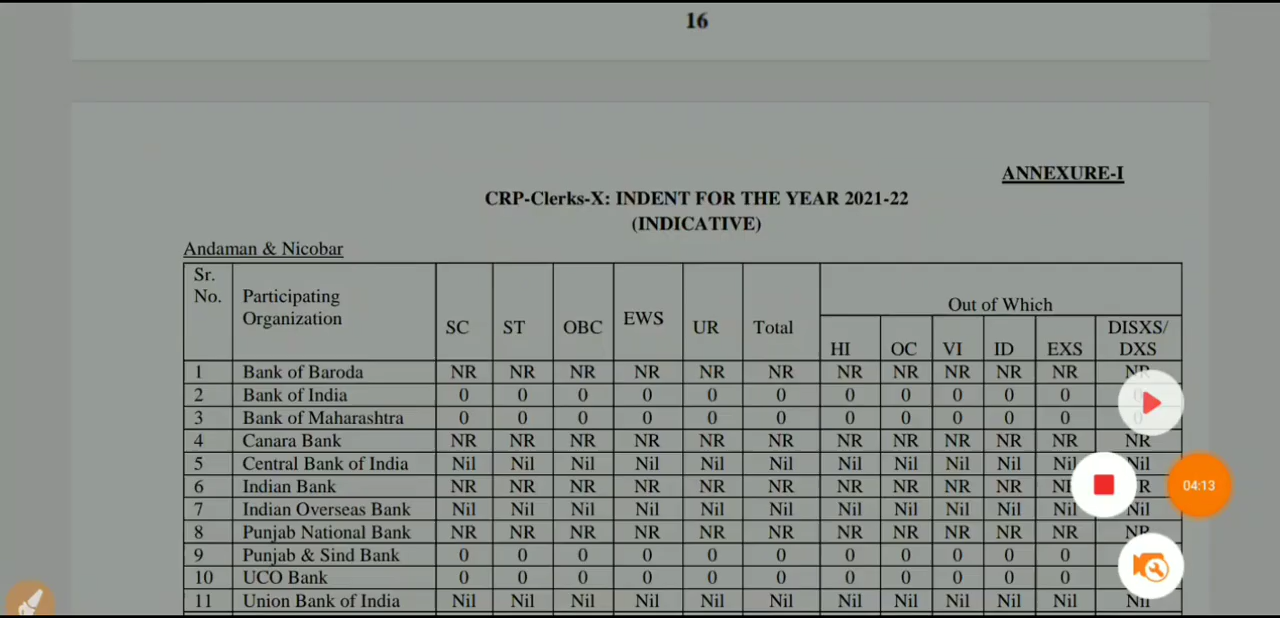 16
ANNEXURE-I
CRP-Clerks-X: INDENT FOR THE YEAR 2021-22
(INDICATIVE)
Andaman & Nicobar
Sr. No. Participating Organization SC ST OBC EWS UR Total Out of Which
HI OC VI ID EXS DISXS/ DXS
1 Bank of Baroda NR NR NR NR NR NR NR NR NR NR NR NR
2 Bank of India 0 0 0 0 0 0 0 0 0 0 0 0
3 Bank of Maharashtra 0 0 0 0 0 0 0 0 0 0 0 0
4 Canara Bank NR NR NR NR NR NR NR NR NR NR NR NR
5 Central Bank of India Nil Nil Nil Nil Nil Nil Nil Nil Nil Nil Nil Nil
6 Indian Bank NR NR NR NR NR NR NR NR NR NR
7 Indian Overseas Bank Nil Nil Nil Nil Nil Nil Nil Nil Nil Nil Nil Nil
04:13
8 Punjab National Bank NR NR NR NR NR NR NR NR NR NR NR NR
9 Punjab & Sind Bank 0 0 0 0 0 0 0 0 0 0 0
10 UCO Bank 0 0 0 0 0 0 0 0 0 0 0
11 Union Bank of India Nil Nil Nil Nil Nil Nil Nil Nil Nil Nil Nil Nil